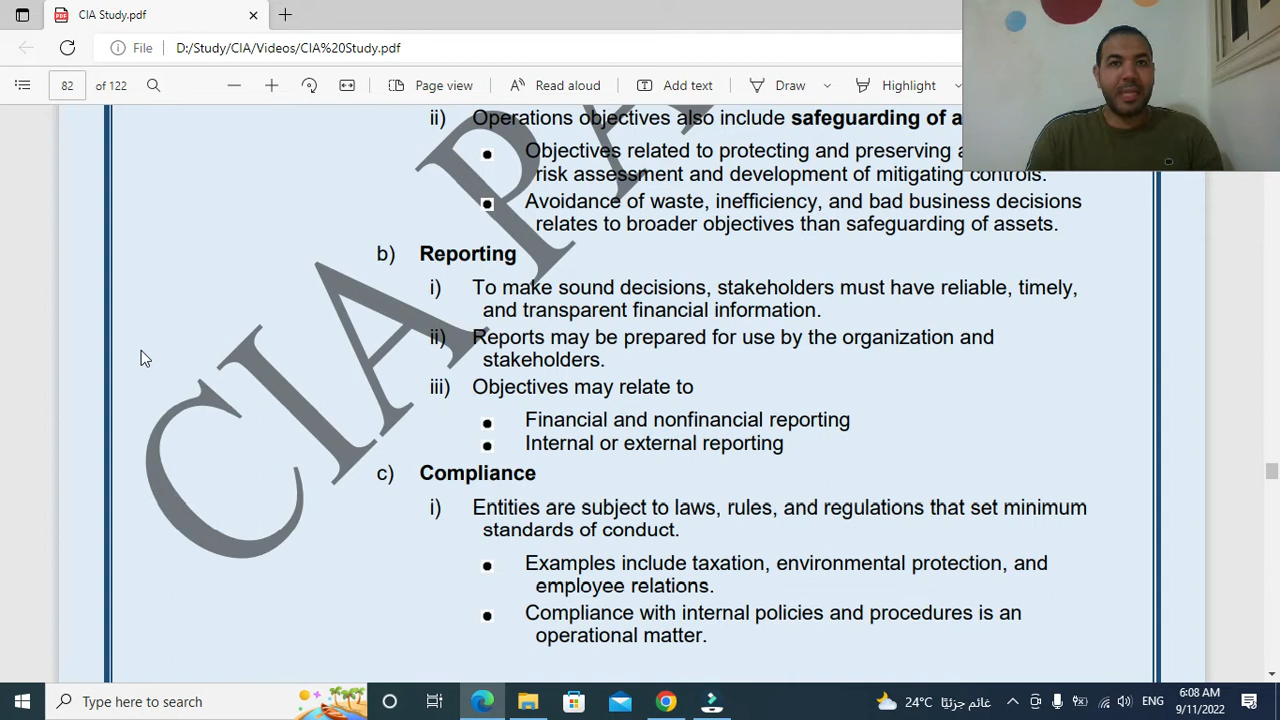 CIA Study.pdf
File D:/Study/CIA/Videos/CIA%20Study.pdf
82 of 122 Page view Read aloud Add text Draw Highlight
ii) Operations objectives also include safeguarding of
Objectives related to protecting and preserving
risk assessment and development of mitigating controls.
Avoidance of waste, inefficiency, and bad business decisions
relates to broader objectives than safeguarding of assets.
b) Reporting
i) To make sound decisions, stakeholders must have reliable, timely,
and transparent financial information.
ii) Reports may be prepared for use by the organization and
stakeholders.
iii) Objectives may relate to
Financial and nonfinancial reporting
Internal or external reporting
c) Compliance
i) Entities are subject to laws, rules, and regulations that set minimum
standards of conduct.
Examples include taxation, environmental protection, and
employee relations.
Compliance with internal policies and procedures is an
operational matter.
CIA PA
Type here to search
24°C غائم جزئيًا ENG 6:08 AM
9/11/2022